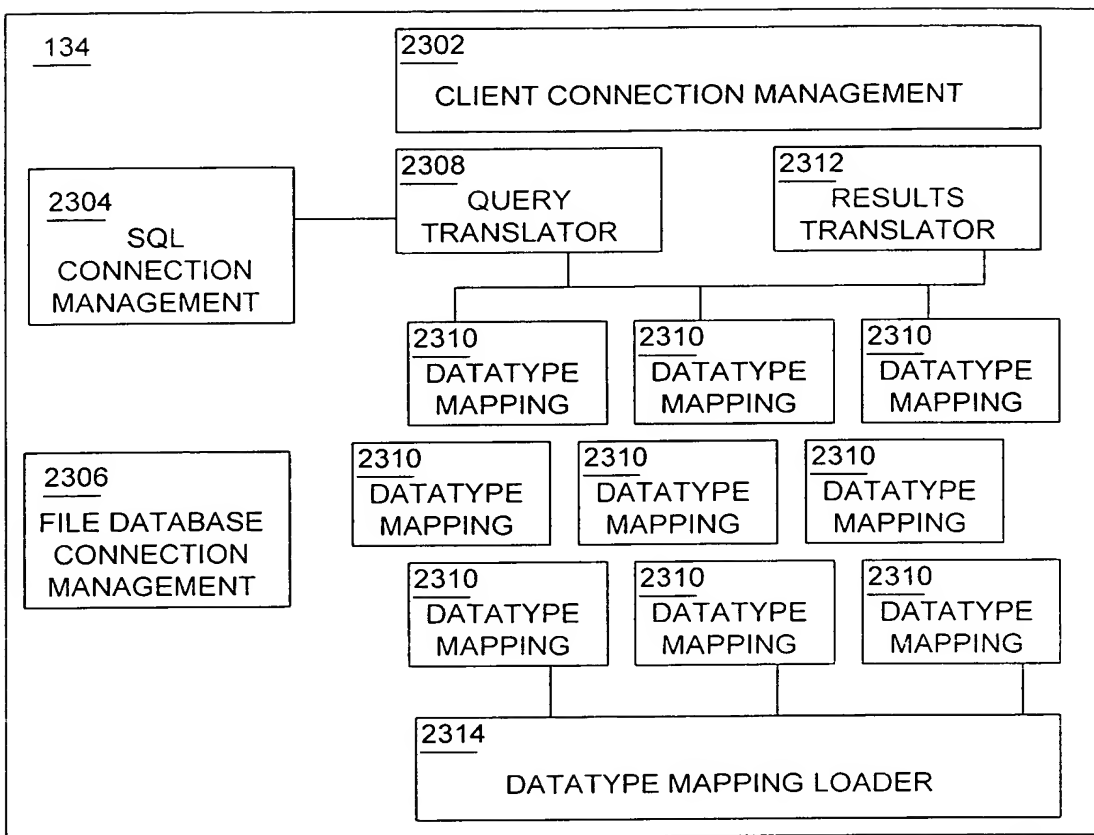 134
2302
CLIENT CONNECTION MANAGEMENT
2304
SQL
CONNECTION
MANAGEMENT
2308
QUERY
TRANSLATOR
2312
RESULTS
TRANSLATOR
2310
DATATYPE
MAPPING
2310
DATATYPE
MAPPING
2310
DATATYPE
MAPPING
2306
FILE DATABASE
CONNECTION
MANAGEMENT
2310
DATATYPE
MAPPING
2310
DATATYPE
MAPPING
2310
DATATYPE
MAPPING
2310
DATATYPE
MAPPING
2310
DATATYPE
MAPPING
2310
DATATYPE
MAPPING
2314
DATATYPE MAPPING LOADER